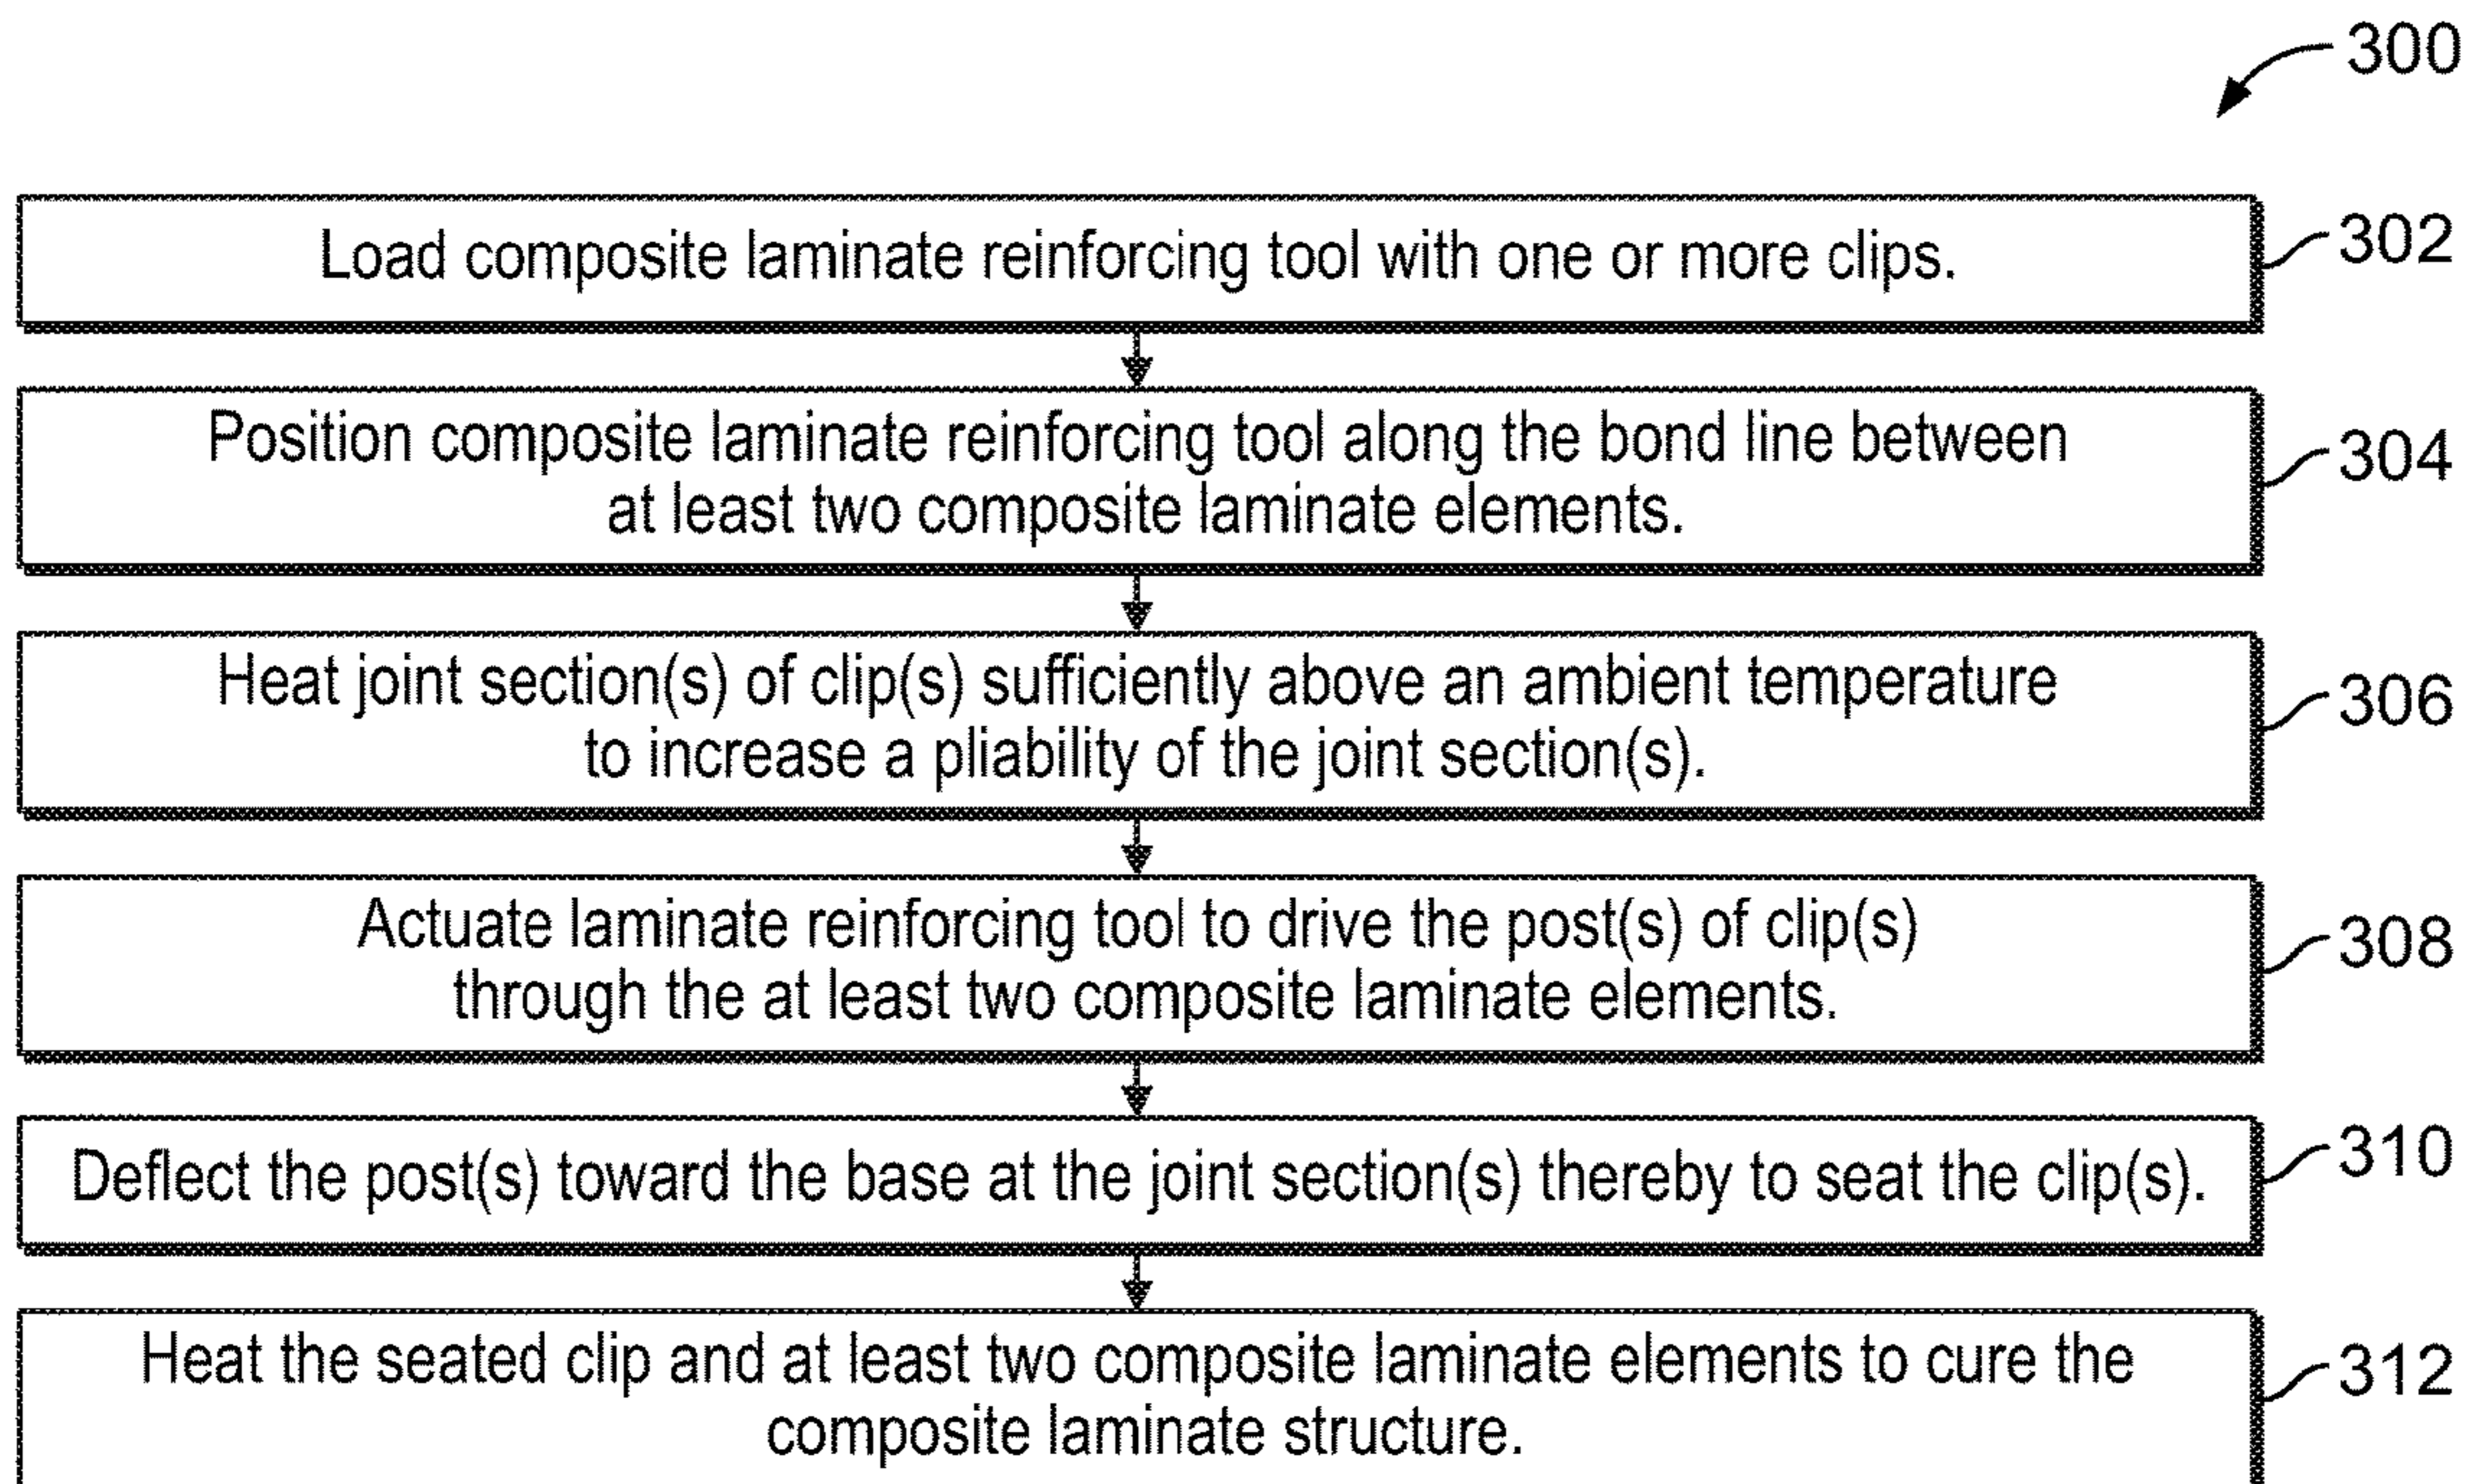 300
Load composite laminate reinforcing tool with one or more clips.
302
Position composite laminate reinforcing tool along the bond line between
at least two composite laminate elements.
304
Heat joint section(s) of clip(s) sufficiently above an ambient temperature
to increase a pliability of the joint section(s).
306
Actuate laminate reinforcing tool to drive the post(s) of clip(s)
through the at least two composite laminate elements.
308
Deflect the post(s) toward the base at the joint section(s) thereby to seat the clip(s).
310
Heat the seated clip and at least two composite laminate elements to cure the
composite laminate structure.
312